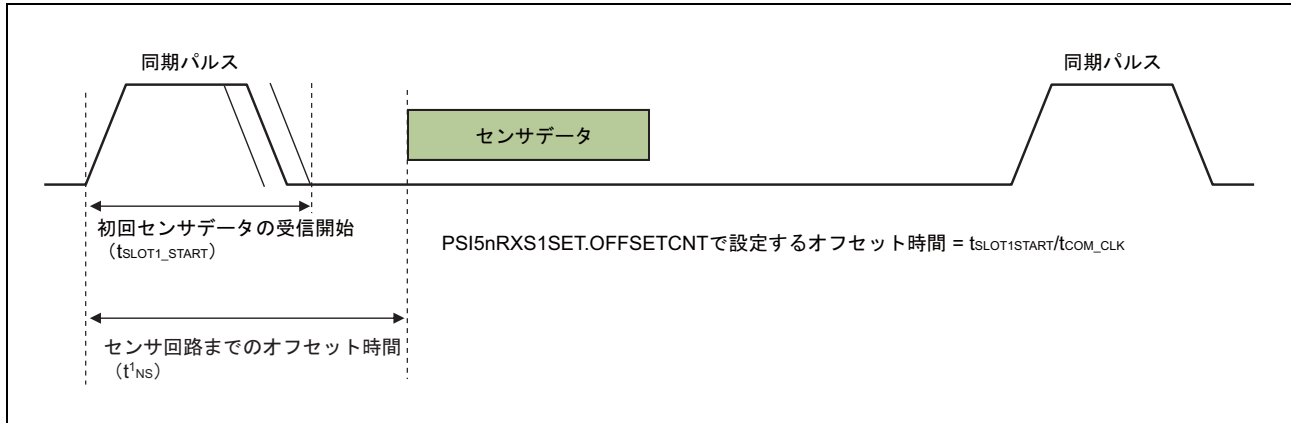 同期パルス
同期パルス
センサデータ
初回センサデータの受信開始
（tSLOT1_START）
PSI5nRXS1SET.OFFSETCNTで設定するオフセット時間 = tSLOT1START/tCOM_CLK
センサ回路までのオフセット時間
（t1NS）